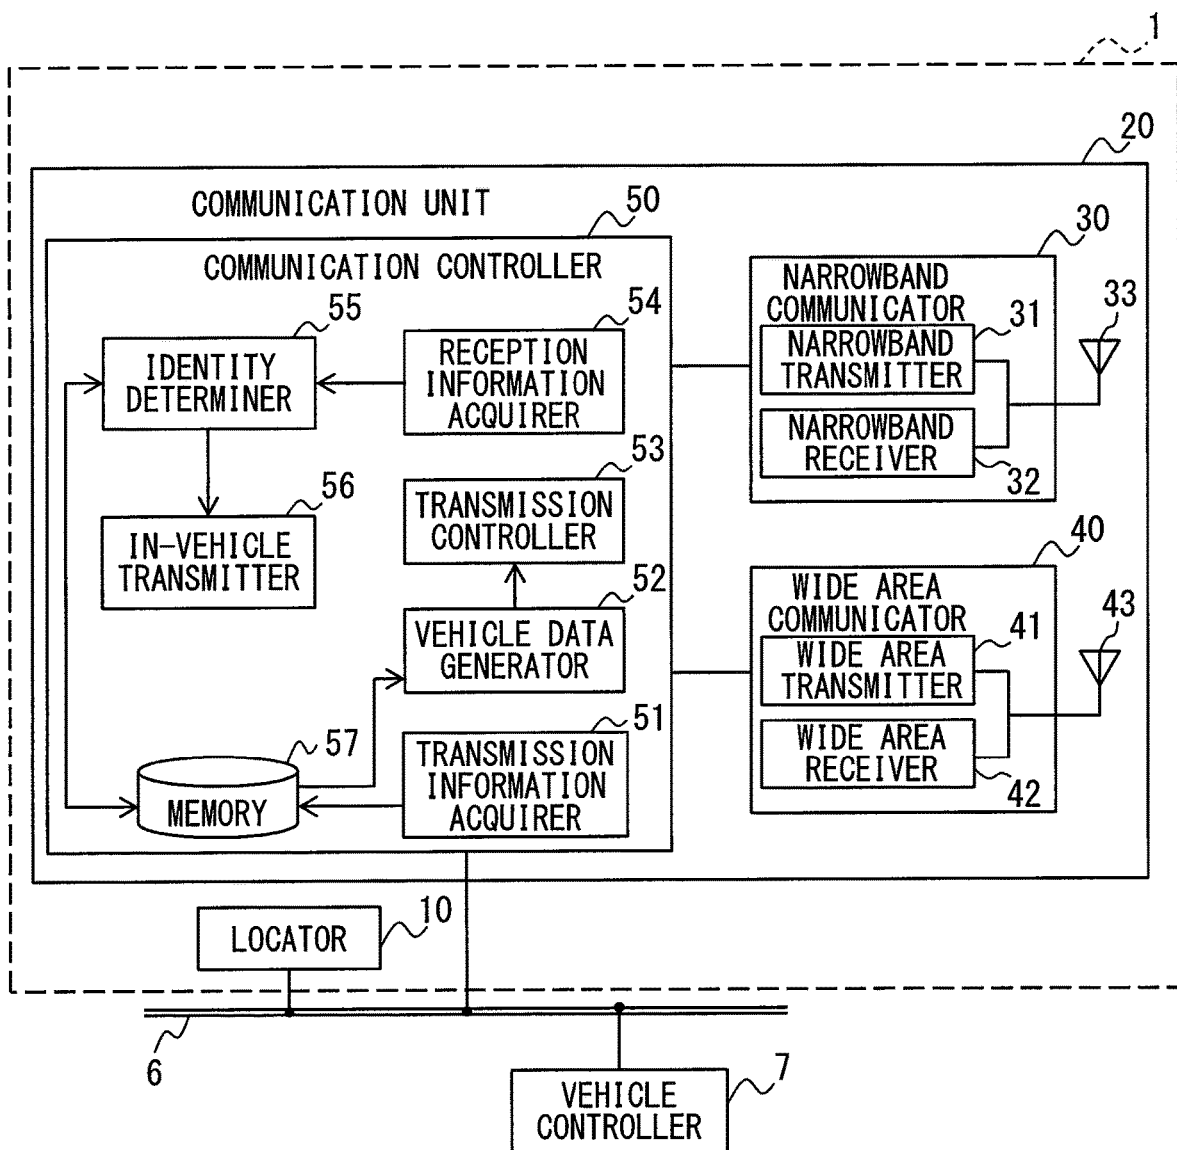 1
20
COMMUNICATION UNIT
50
COMMUNICATION CONTROLLER
55
IDENTITY
DETERMINER
54
RECEPTION
INFORMATION
ACQUIRER
56
IN-VEHICLE
TRANSMITTER
53
TRANSMISSION
CONTROLLER
52
VEHICLE DATA
GENERATOR
57
MEMORY
51
TRANSMISSION
INFORMATION
ACQUIRER
30
NARROWBAND
COMMUNICATOR
31
NARROWBAND
TRANSMITTER
NARROWBAND
RECEIVER
32
33
40
WIDE AREA
COMMUNICATOR
41
WIDE AREA
TRANSMITTER
WIDE AREA
RECEIVER
42
43
LOCATOR
10
6
VEHICLE
CONTROLLER
7